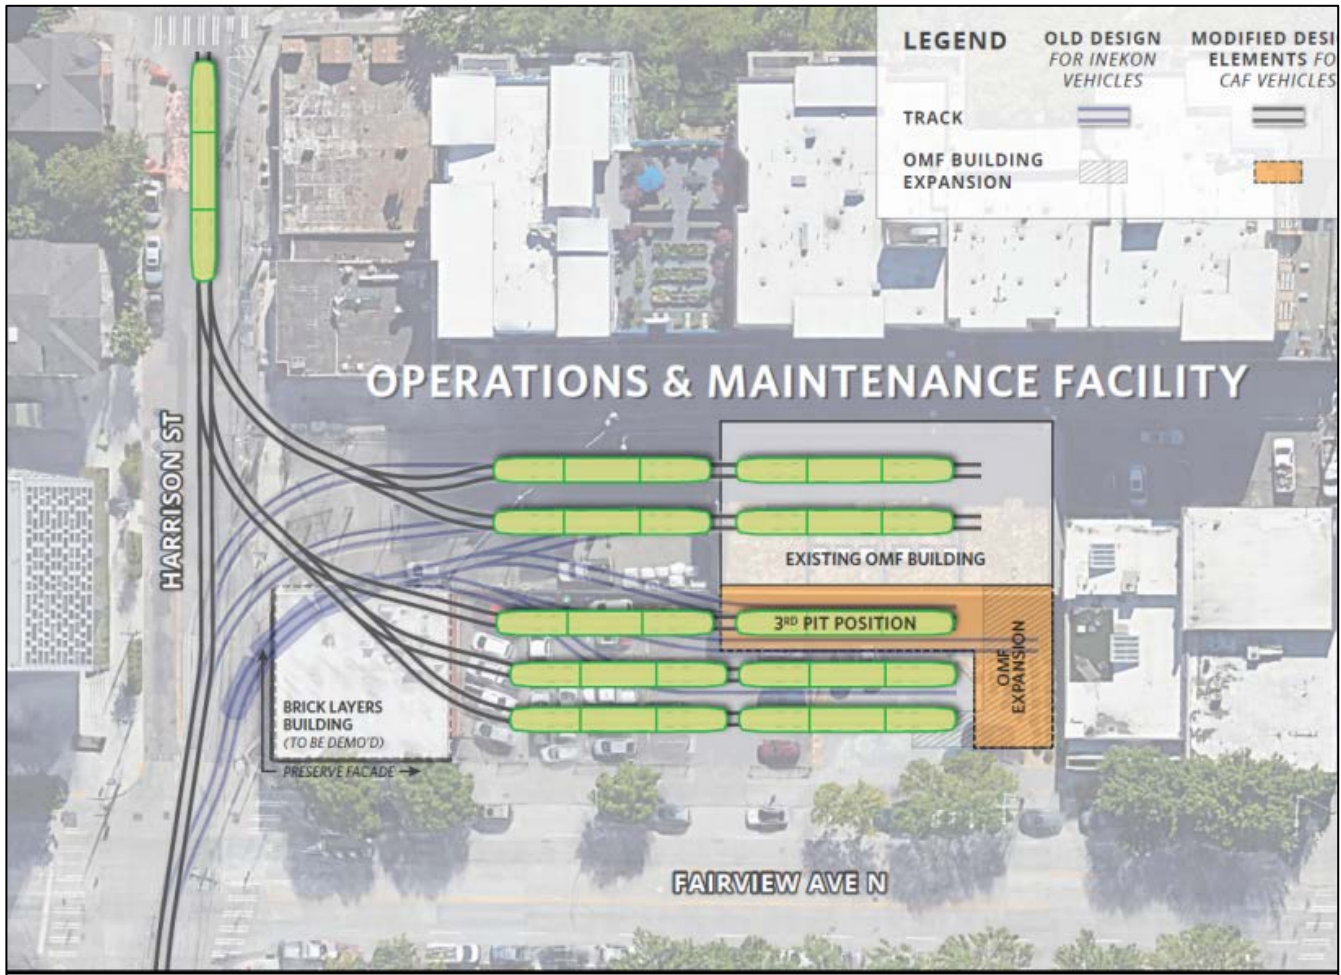 LEGEND
OLD DESIGN
FOR INEKON
VEHICLES
MODIFIED DESI
ELEMENTS FO
CAF VEHICLES
TRACK
OMF BUILDING
EXPANSION
OPERATIONS & MAINTENANCE FACILITY
HARRISON ST
EXISTING OMF BUILDING
3RD PIT POSITION
OMF
EXPANSION
BRICK LAYERS
BUILDING
(TO BE DEMO'D)
PRESERVE FACADE
FAIRVIEW AVE N